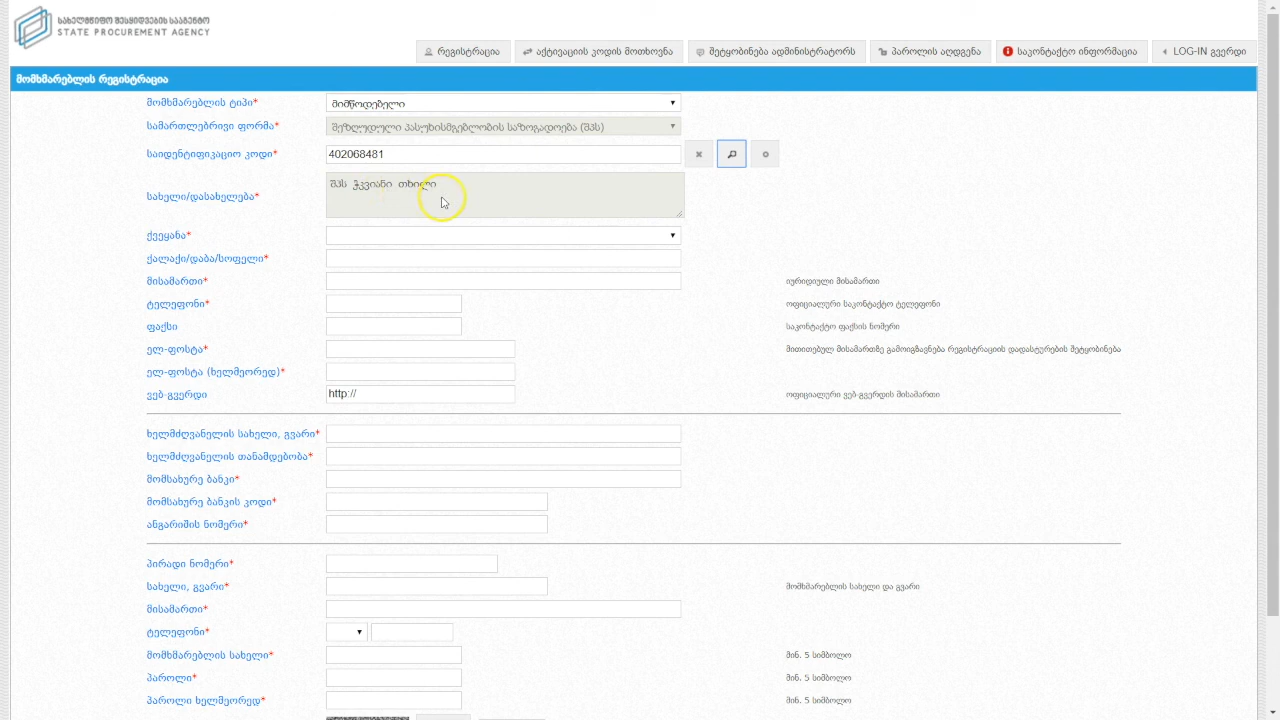 სახელმწიფო შესყიდვების სააგენტო
STATE PROCUREMENT AGENCY
რეგისტრაცია
აქტივაციის კოდის მოთხოვნა
შეტყობინება ადმინისტრატორს
პაროლის აღდგენა
საკონტაქტო ინფორმაცია
LOG-IN გვერდი
მომხმარებლის რეგისტრაცია
მომხმარებლის ტიპი* მიმწოდებელი
სამართლებრივი ფორმა* შეზღუდული პასუხისმგებლობის საზოგადოება (შპს)
საიდენტიფიკაციო კოდი* 402068481
სახელი/დასახელება* შპს ჭკვიანი თხილი
ქვეყანა*
ქალაქი/დაბა/სოფელი*
მისამართი* იურიდიული მისამართი
ტელეფონი* ოფიციალური საკონტაქტო ტელეფონი
ფაქსი საკონტაქტო ფაქსის ნომერი
ელ-ფოსტა* მითითებულ მისამართზე გამოიგზავნება რეგისტრაციის დადასტურების შეტყობინება
ელ-ფოსტა (ხელმეორედ)*
ვებ-გვერდი http:// ოფიციალური ვებ-გვერდის მისამართი
ხელმძღვანელის სახელი, გვარი*
ხელმძღვანელის თანამდებობა*
მომსახურე ბანკი*
მომსახურე ბანკის კოდი*
ანგარიშის ნომერი*
პირადი ნომერი*
სახელი, გვარი* მომხმარებლის სახელი და გვარი
მისამართი*
ტელეფონი*
მომხმარებლის სახელი* მინ. 5 სიმბოლო
პაროლი* მინ. 5 სიმბოლო
პაროლი ხელმეორედ* მინ. 5 სიმბოლო